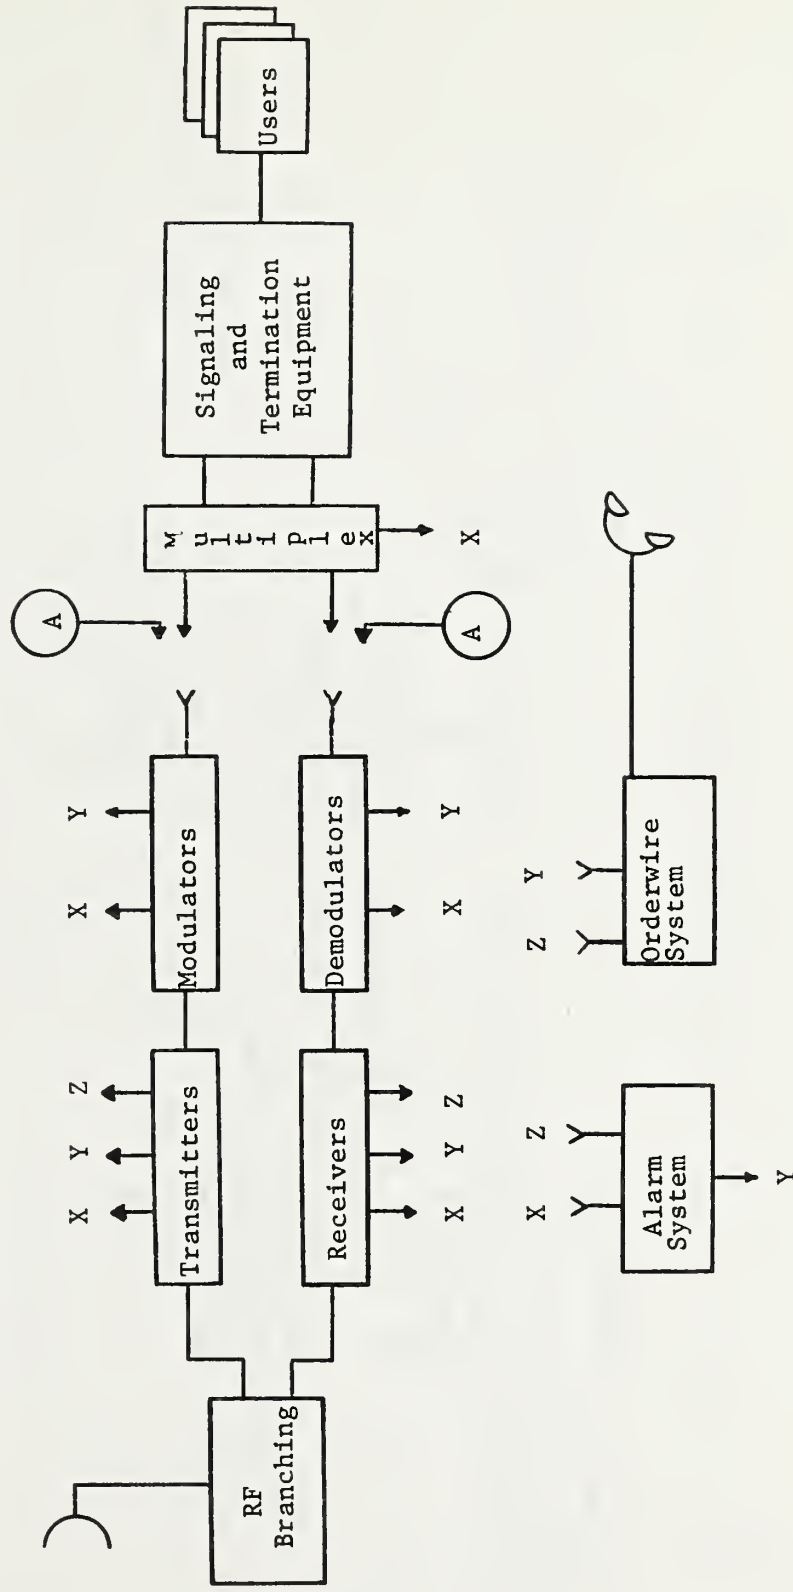 A
X Y Z X Y
Users
Signaling
and
Termination
Equipment
Multiplex
Transmitters
Modulators
RF
Branching
Receivers
Demodulators
X Y Z X Y
X
A
X Z
Z Y
Alarm
System
Orderwire
System
Y